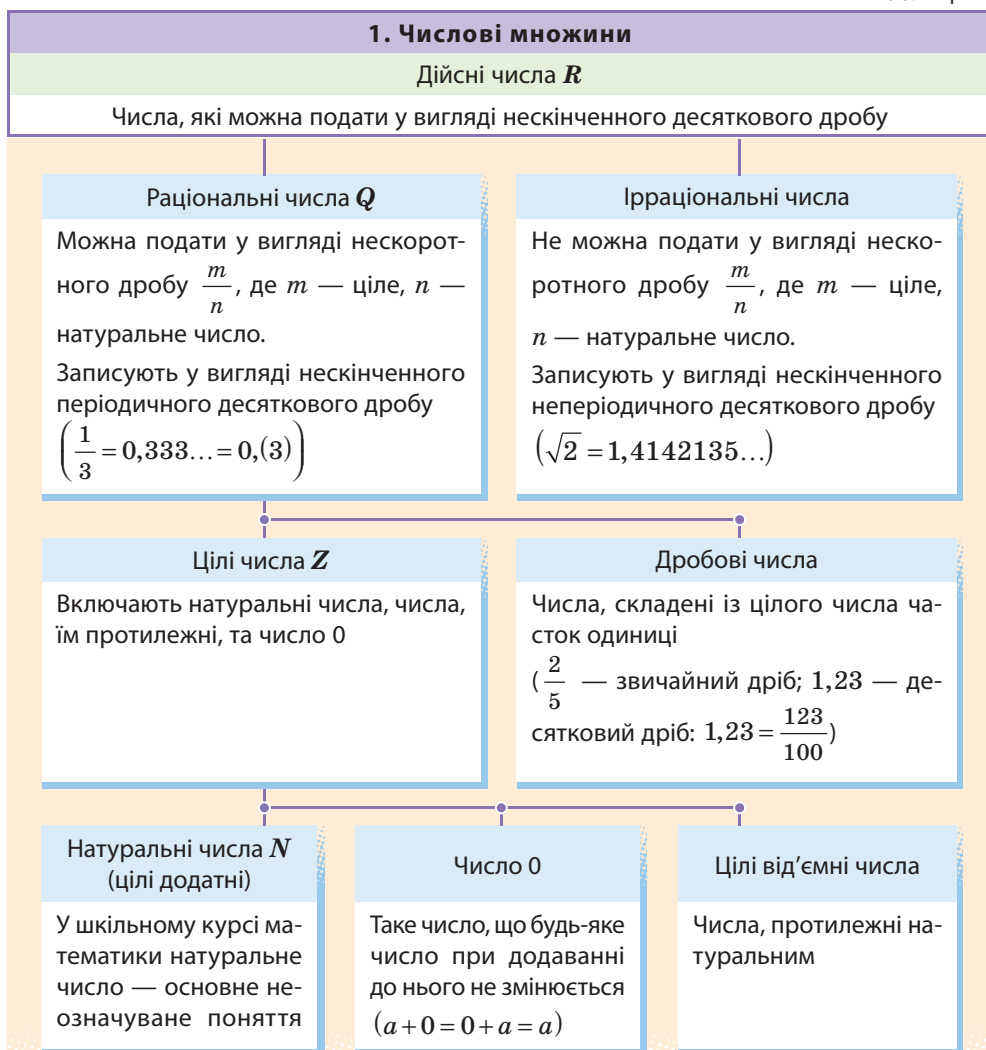 1. Числові множини
Дійсні числа R
Числа, які можна подати у вигляді нескінченного десяткового дробу
Раціональні числа Q
Можна подати у вигляді нескорот-
ного дробу m/n, де m — ціле, n —
натуральне число.
Записують у вигляді нескінченного
періодичного десяткового дробу
(1/3 = 0,333… = 0,(3))
Ірраціональні числа
Не можна подати у вигляді неско-
ротного дробу m/n, де m — ціле,
n — натуральне число.
Записують у вигляді нескінченного
неперіодичного десяткового дробу
(√2 = 1,4142135…)
Цілі числа Z
Включають натуральні числа, числа,
їм протилежні, та число 0
Дробові числа
Числа, складені із цілого числа ча-
сток одиниці
(2/5 — звичайний дріб; 1,23 — де-
сятковий дріб: 1,23 = 123/100)
Натуральні числа N
(цілі додатні)
У шкільному курсі ма-
тематики натуральне
число — основне не-
означуване поняття
Число 0
Таке число, що будь-яке
число при додаванні
до нього не змінюється
(a + 0 = 0 + a = a)
Цілі від’ємні числа
Числа, протилежні на-
туральним